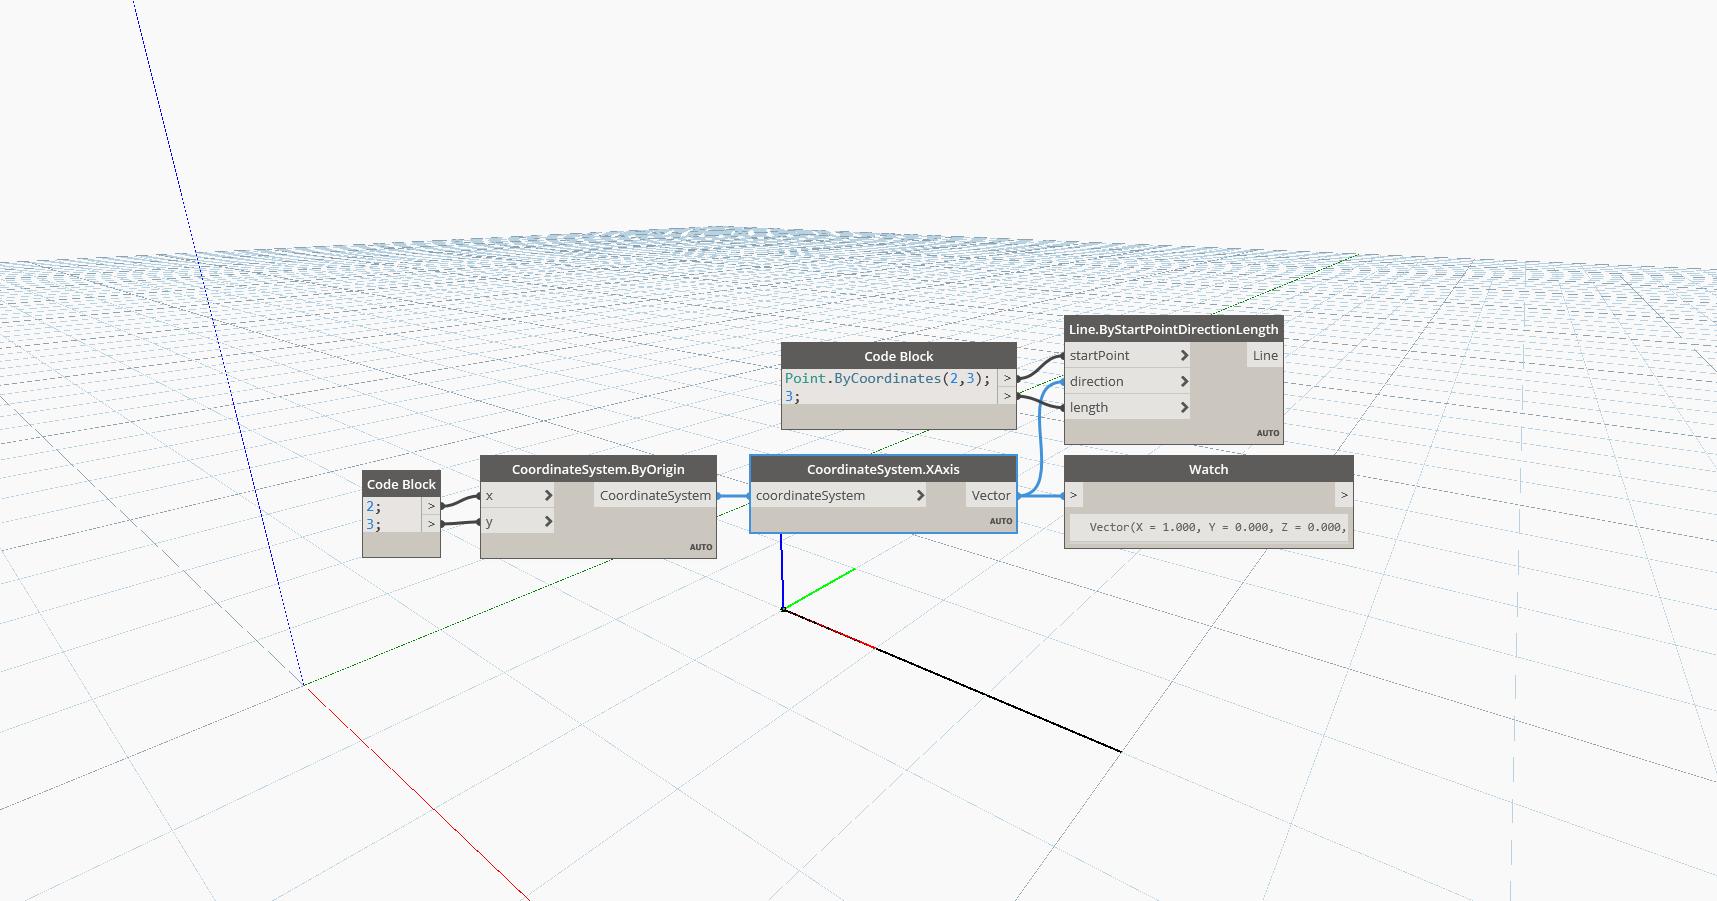 Line.ByStartPointDirectionLength
startPoint
Line
direction
length
AUTO
Code Block
Point.ByCoordinates(2,3);
>
3;
>
Code Block
2;
>
3;
>
CoordinateSystem.ByOrigin
x
CoordinateSystem
y
AUTO
CoordinateSystem.XAxis
coordinateSystem
Vector
AUTO
Watch
>
>
Vector(X = 1.000, Y = 0.000, Z = 0.000,